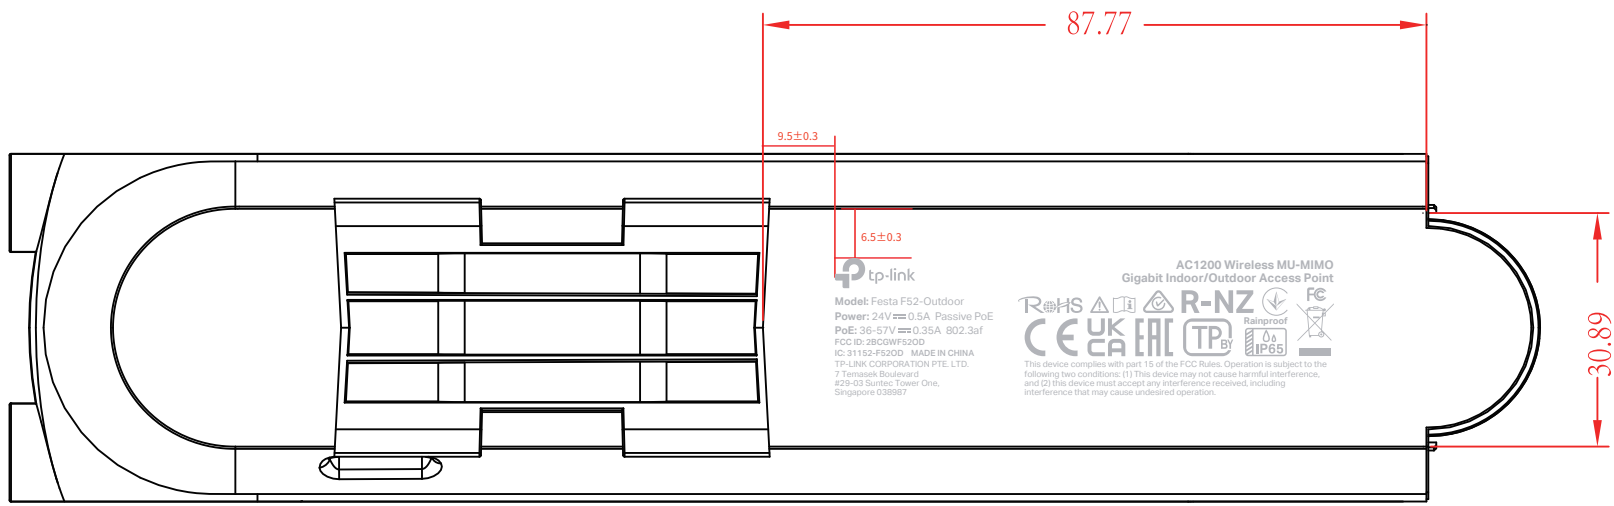 87.77
9.5±0.3
6.5±0.3
30.89
tp-link
AC1200 Wireless MU-MIMO
Gigabit Indoor/Outdoor Access Point
Model: Festa F52-Outdoor
Power: 24V⎓0.5A Passive PoE
PoE: 36-57V⎓0.35A 802.3af
FCC ID: 2BCGWF52OD
IC: 31152-F52OD MADE IN CHINA
TP-LINK CORPORATION PTE. LTD.
7 Temasek Boulevard
#29-03 Suntec Tower One,
Singapore 038987
RoHS
R-NZ
FC
CE
UK
CA
EAC
TP
BY
Rainproof
IP65
This device complies with part 15 of the FCC Rules. Operation is subject to the
following two conditions: (1) This device may not cause harmful interference,
and (2) this device must accept any interference received, including
interference that may cause undesired operation.